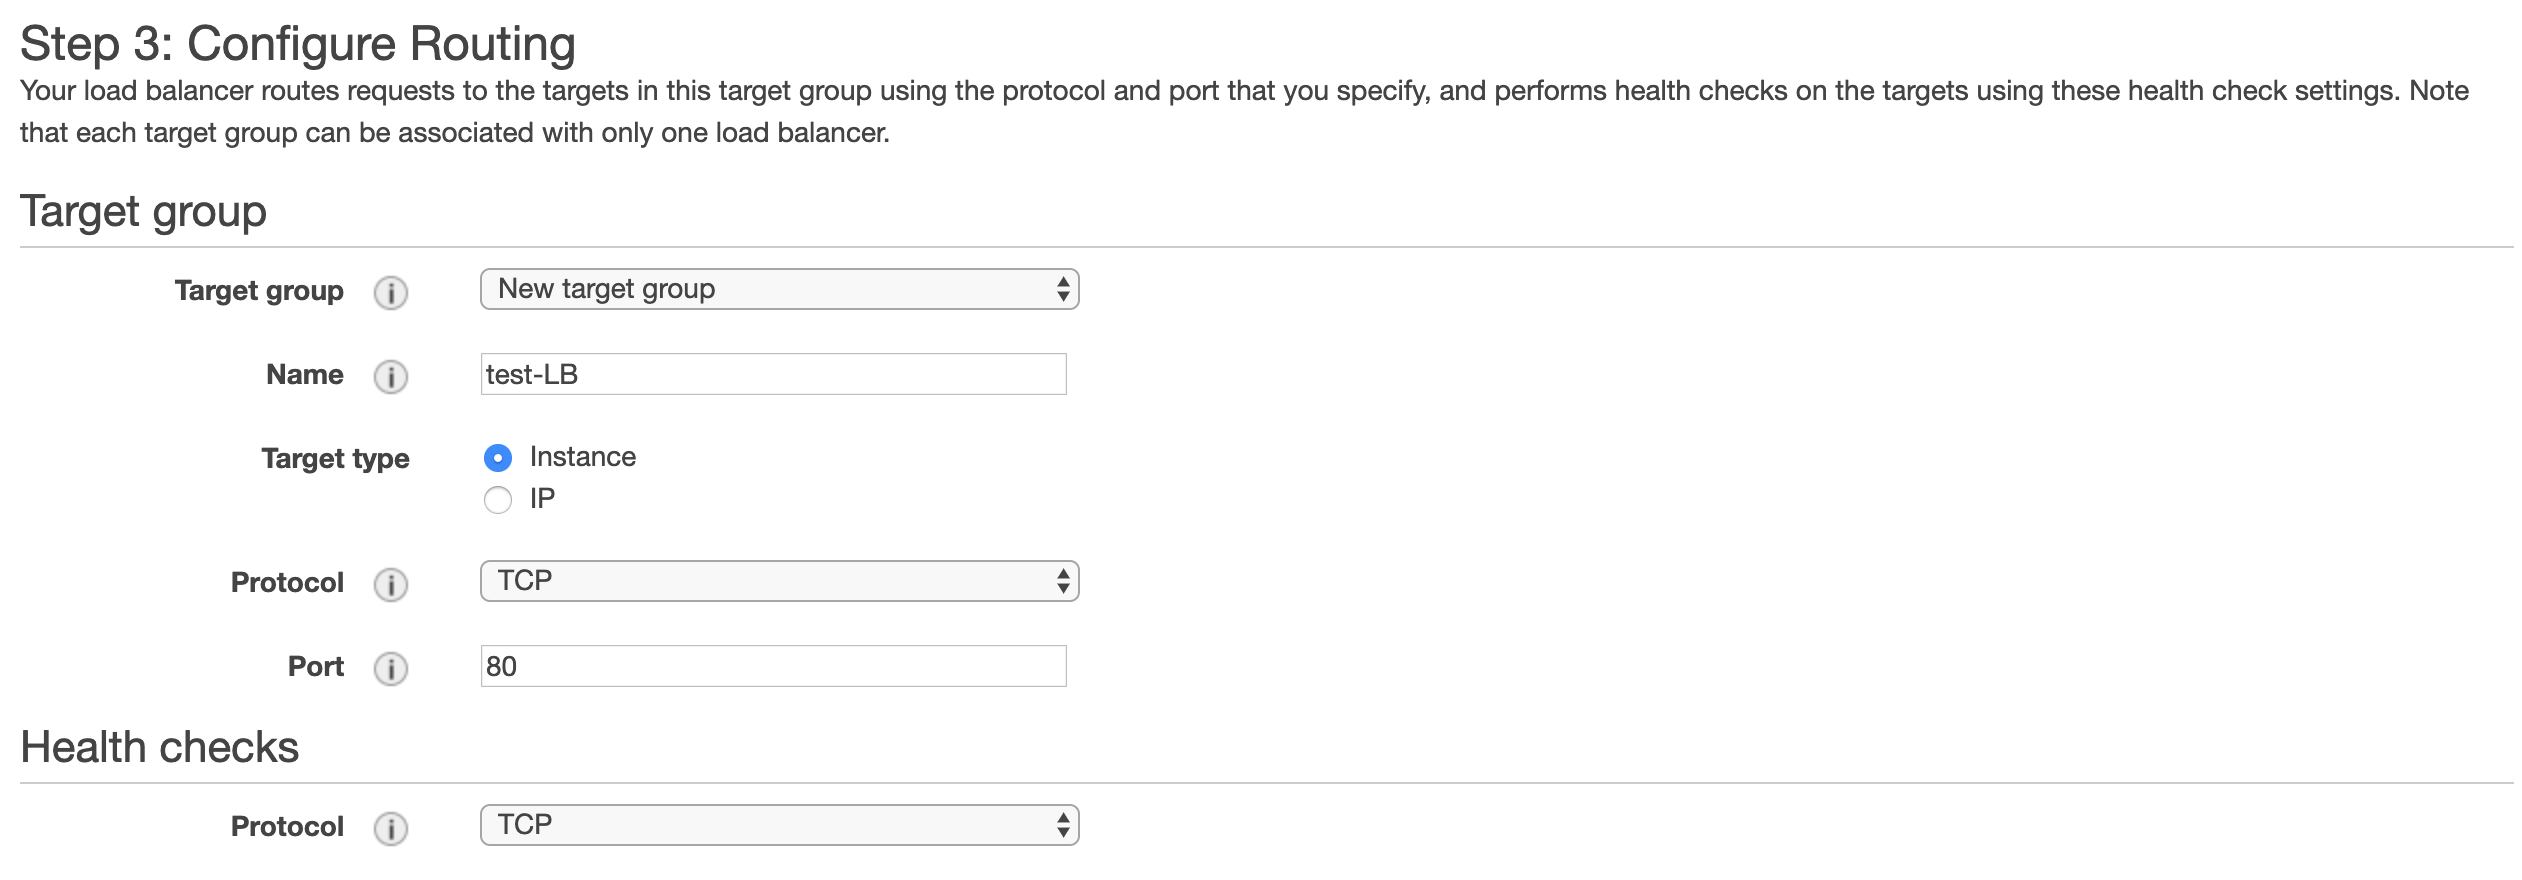 Step 3: Configure Routing
Your load balancer routes requests to the targets in this target group using the protocol and port that you specify, and performs health checks on the targets using these health check settings. Note
that each target group can be associated with only one load balancer.
Target group
Target group i New target group
Name i test-LB
Target type Instance
IP
Protocol i TCP
Port i 80
Health checks
Protocol i TCP